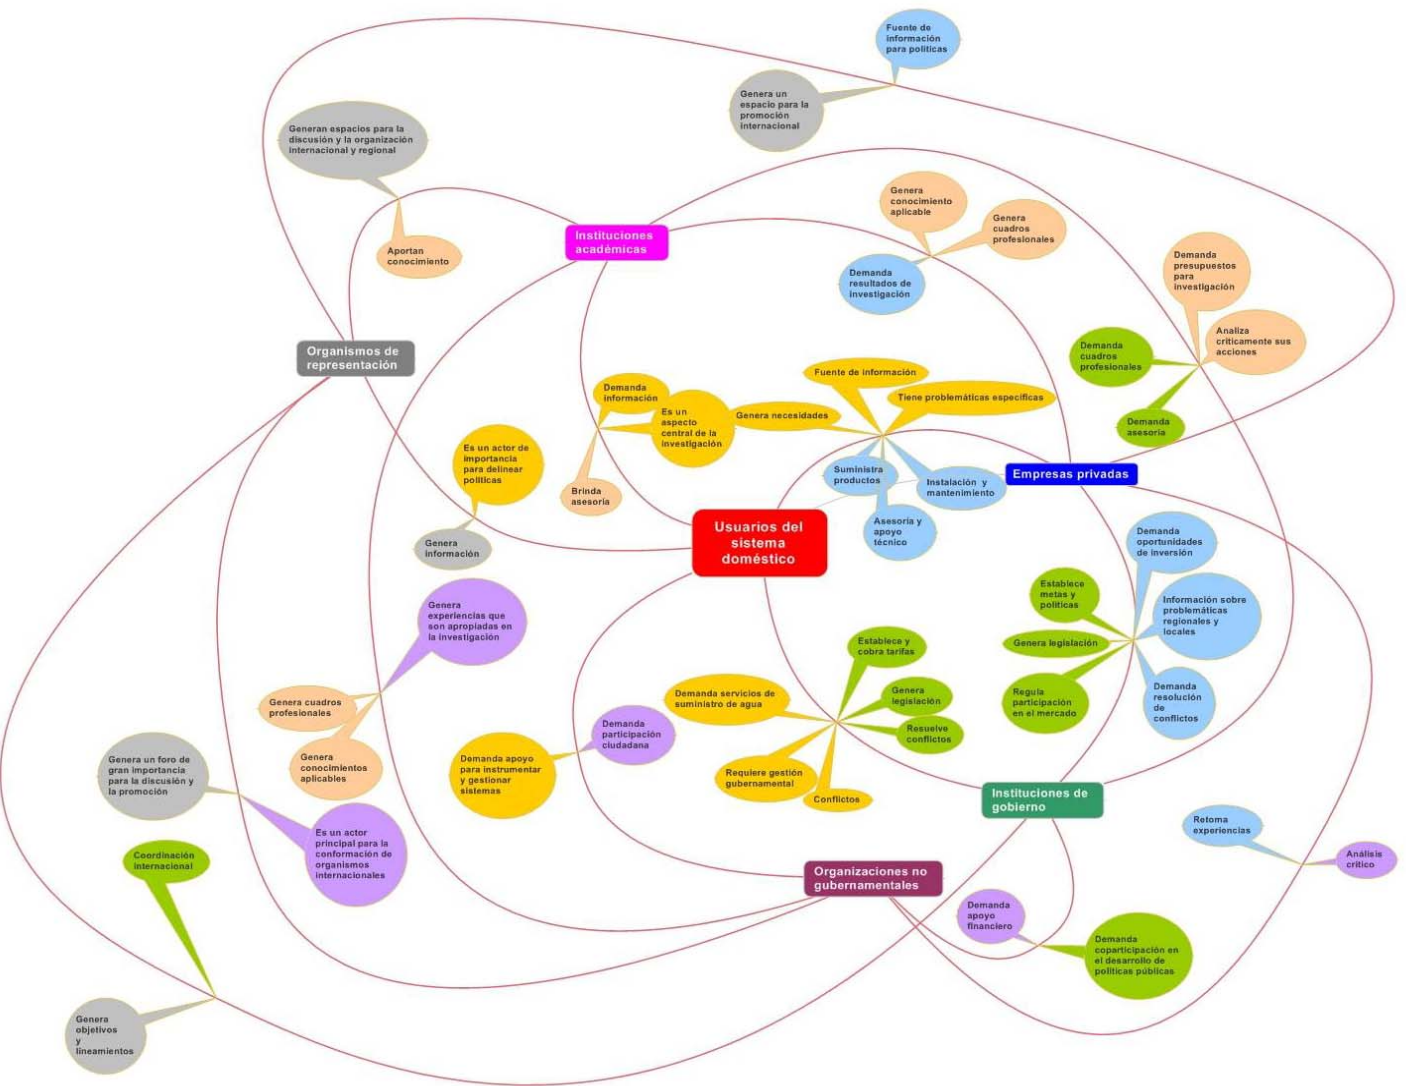 Fuente de
información
para políticas
Genera un
espacio para la
promoción
internacional
Generan espacios para la
discusión y la organización
internacional y regional
Aportan
conocimiento
Instituciones
académicas
Genera
conocimiento
aplicable
Genera
cuadros
profesionales
Demanda
resultados de
investigación
Demanda
presupuestos
para
investigación
Analiza
críticamente sus
acciones
Demanda
cuadros
profesionales
Demanda
asesoría
Organismos de
representación
Demanda
información
Es un
aspecto
central de la
investigación
Brinda
asesoría
Fuente de información
Tiene problemáticas específicas
Genera necesidades
Suministra
productos
Instalación y
mantenimiento
Asesoría y
apoyo
técnico
Empresas privadas
Es un actor de
importancia
para delinear
políticas
Genera
información
Usuarios del
sistema
doméstico
Demanda
oportunidades
de inversión
Establece
metas y
políticas
Información sobre
problemáticas
regionales y
locales
Genera legislación
Regula
participación
en el mercado
Demanda
resolución
de
conflictos
Genera
experiencias que
son apropiadas en
la investigación
Genera cuadros
profesionales
Genera
conocimientos
aplicables
Establece y
cobra tarifas
Demanda servicios de
suministro de agua
Genera
legislación
Resuelve
conflictos
Requiere gestión
gubernamental
Conflictos
Demanda
participación
ciudadana
Demanda apoyo
para instrumentar
y gestionar
sistemas
Genera un foro de
gran importancia
para la discusión y
la promoción
Es un actor
principal para la
conformación de
organismos
internacionales
Instituciones de
gobierno
Retoma
experiencias
Análisis
crítico
Coordinación
internacional
Organizaciones no
gubernamentales
Demanda
apoyo
financiero
Demanda
coparticipación en
el desarrollo de
políticas públicas
Genera
objetivos
y
lineamientos